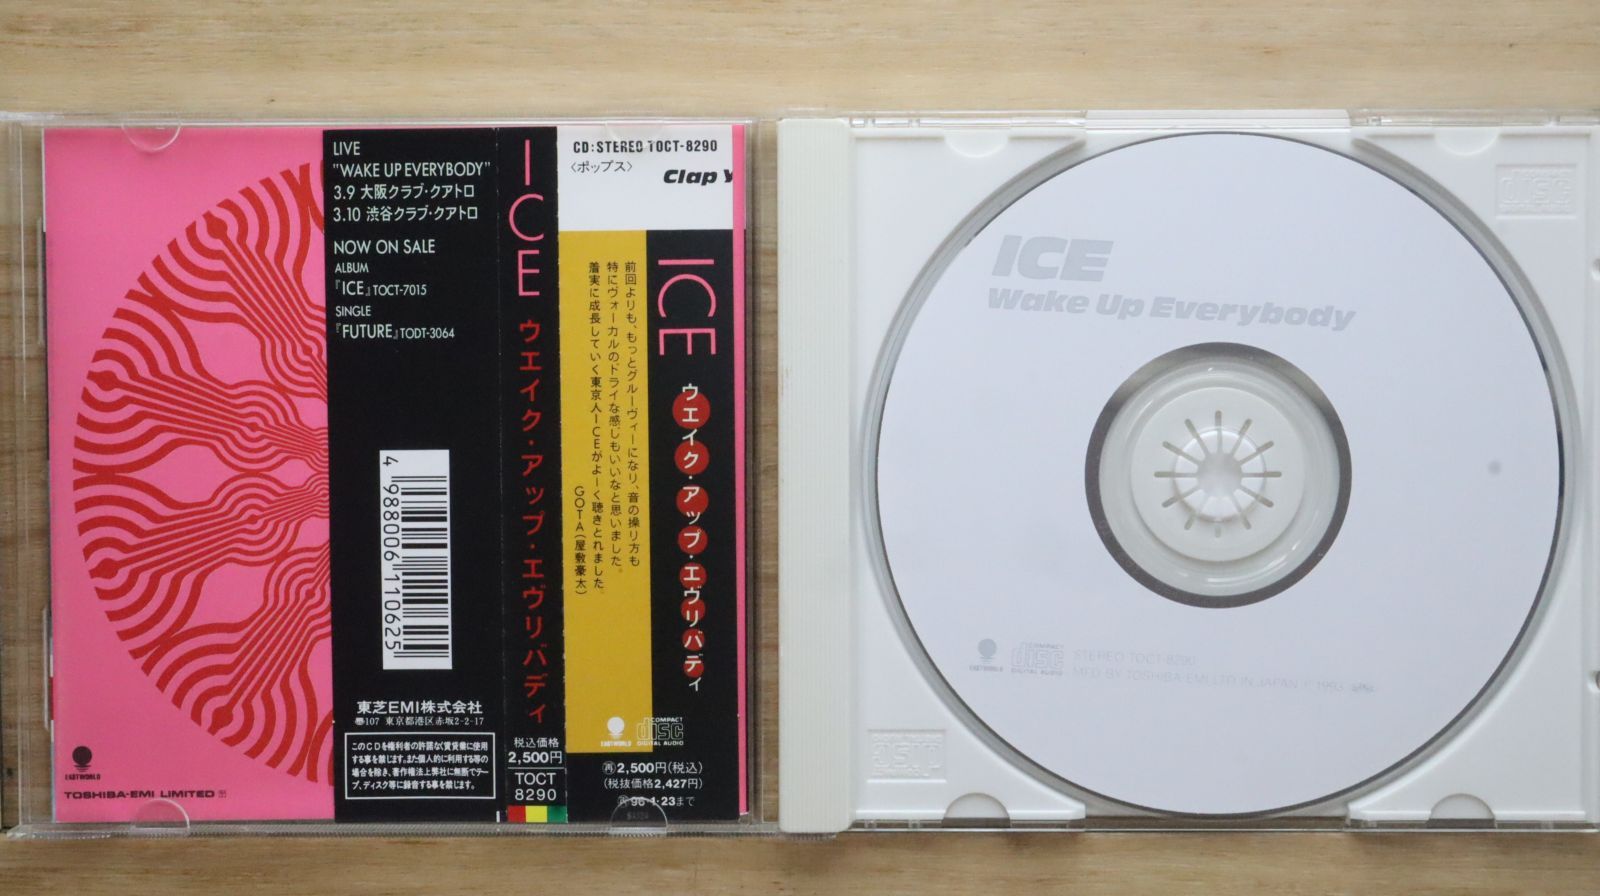 LIVE
"WAKE UP EVERYBODY"
3.9 大阪クラブ・クアトロ
3.10 渋谷クラブ・クアトロ
NOW ON SALE
ALBUM
『ICE』TOCT-7015
SINGLE
『FUTURE』TODT-3064
4 988006 110625
東芝EMI株式会社
〠107 東京都港区赤坂2-2-17
このCDを権利者の許諾なく賃貸業に使用
する事を禁じます。また個人的に利用する等の
場合を除き、著作権法上弊社に無断でテー
プ、ディスク等に録音する事を禁じます。
EASTWORLD
TOSHIBA-EMI LIMITED
ICE ウエイク・アップ・エヴリバディ
税込価格
2,500円
TOCT
8290
CD:STEREO TOCT-8290
〈ポップス〉
Clap Y
ICE ウエイク・アップ・エヴリバディ
前回よりも、もっとグルーヴィーになり、音の操り方も
特にヴォーカルのドライな感じもいいなと思いました。
着実に成長していく東京人ICEがよーく聴きとれました。
GOTA(屋敷豪太)
EASTWORLD
COMPACT
disc
DIGITAL AUDIO
㋐2,500円(税込)
(税抜価格2,427円)
96・1・23まで
ICE
Wake Up Everybody
EASTWORLD
COMPACT
disc
DIGITAL AUDIO
STEREO TOCT-8290
MFD BY TOSHIBA-EMI LTD IN JAPAN ℗ 1993
COMPACT
disc